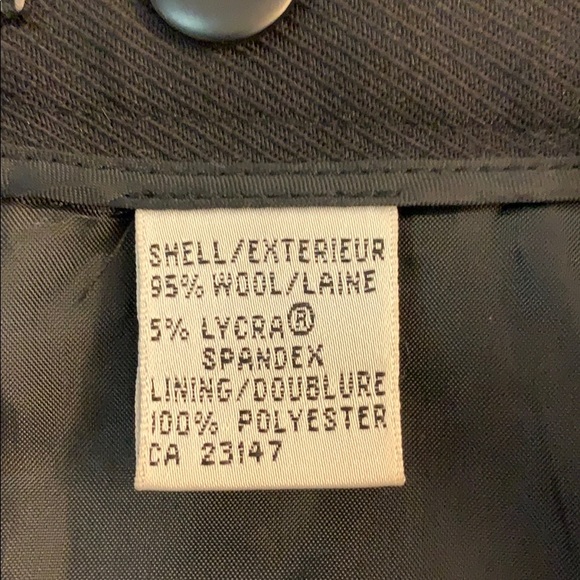 SHELL/EXTERIEUR
95% WOOL/LAINE
5% LYCRA®
SPANDEX
LINING/DOUBLURE
100% POLYESTER
CA 23147